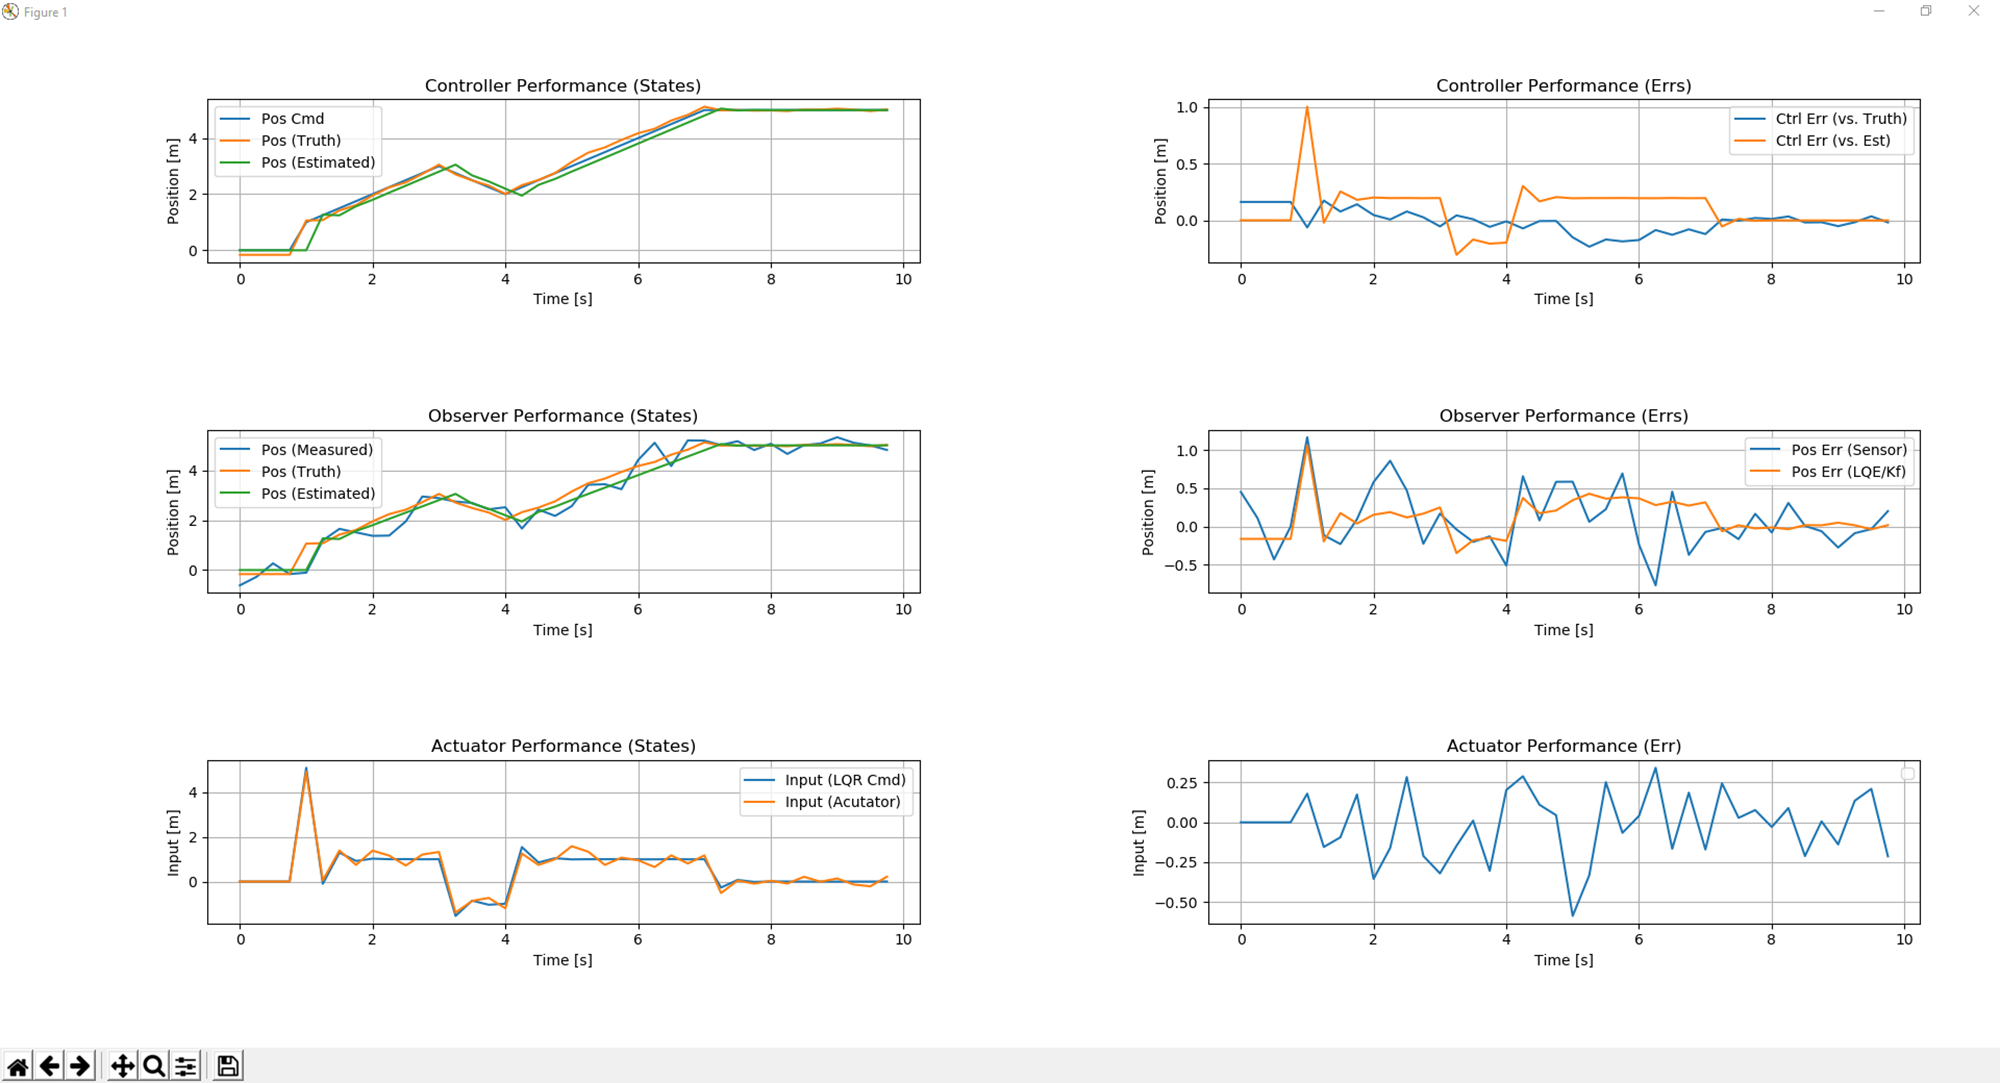 Figure 1
Controller Performance (States)
Position [m]
4
2
0
Pos Cmd
Pos (Truth)
Pos (Estimated)
0 2 4 6 8 10
Time [s]
Controller Performance (Errs)
Position [m]
1.0
0.5
0.0
Ctrl Err (vs. Truth)
Ctrl Err (vs. Est)
0 2 4 6 8 10
Time [s]
Observer Performance (States)
Position [m]
4
2
0
Pos (Measured)
Pos (Truth)
Pos (Estimated)
0 2 4 6 8 10
Time [s]
Observer Performance (Errs)
Position [m]
1.0
0.5
0.0
−0.5
Pos Err (Sensor)
Pos Err (LQE/Kf)
0 2 4 6 8 10
Time [s]
Actuator Performance (States)
Input [m]
4
2
0
Input (LQR Cmd)
Input (Acutator)
0 2 4 6 8 10
Time [s]
Actuator Performance (Err)
Input [m]
0.25
0.00
−0.25
−0.50
0 2 4 6 8 10
Time [s]